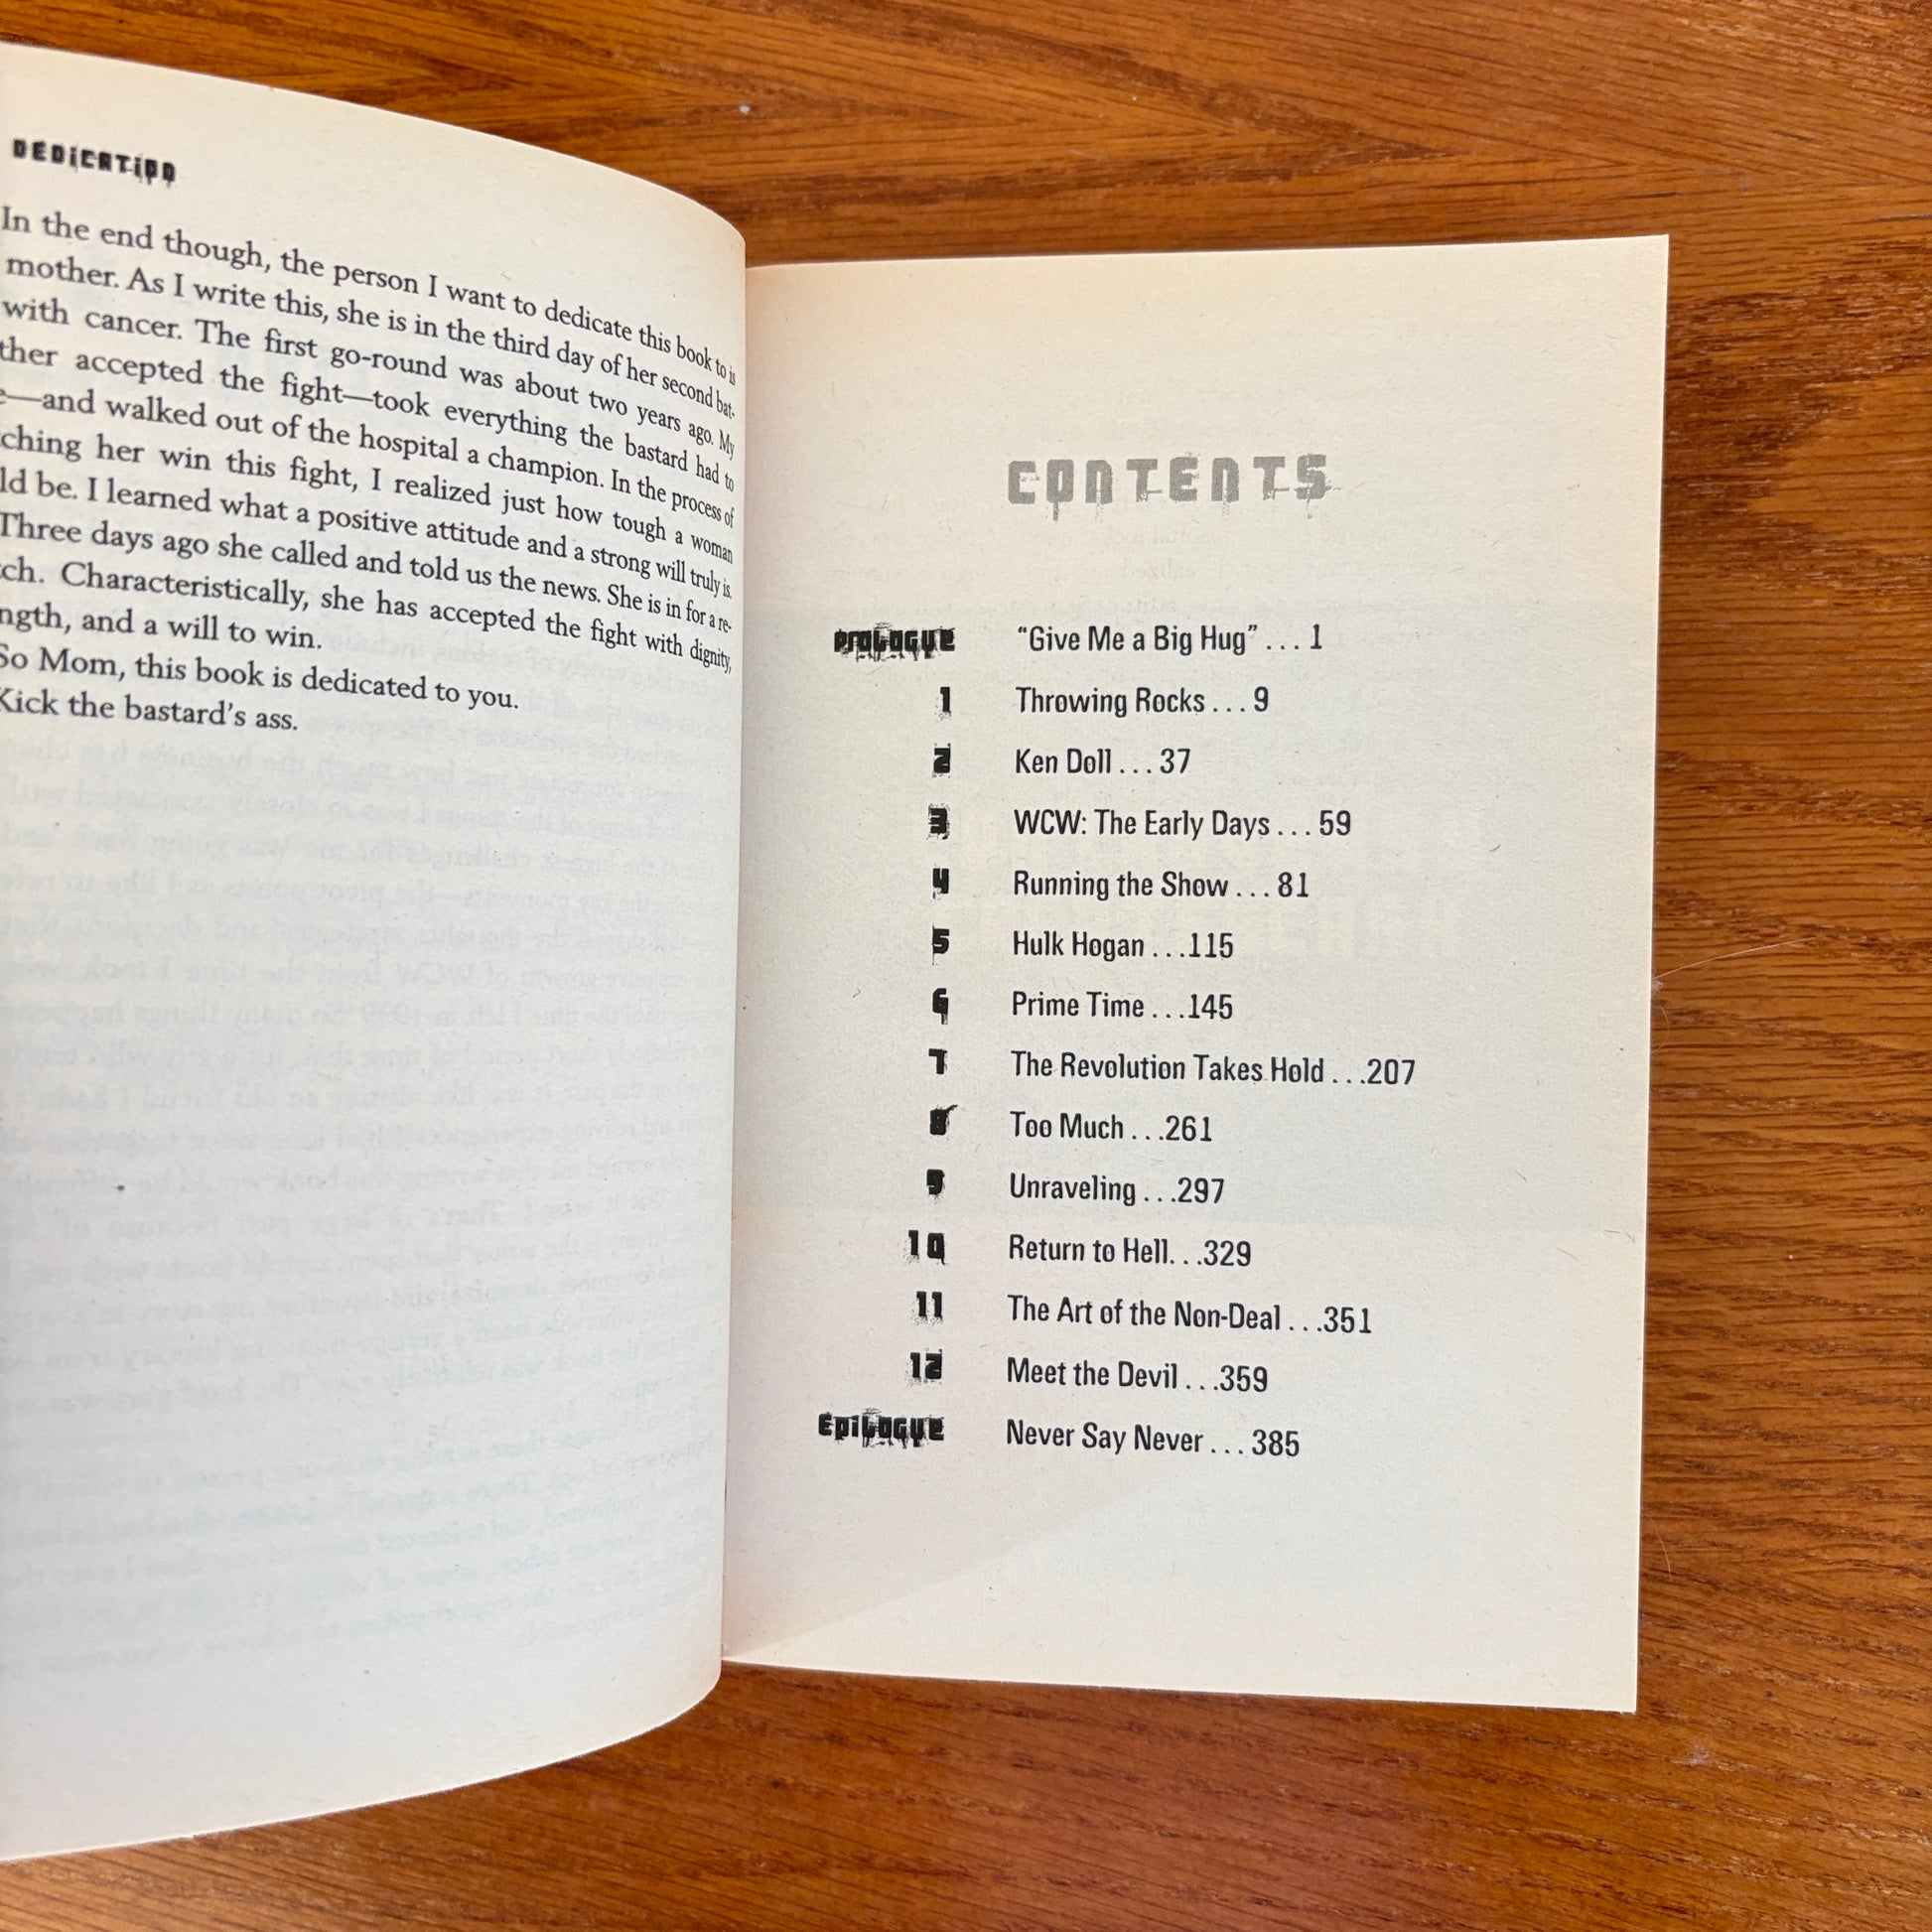 DEDICATION
In the end though, the person I want to dedicate this book to is
mother. As I write this, she is in the third day of her second bat-
with cancer. The first go-round was about two years ago. My
ther accepted the fight—took everything the bastard had to
e—and walked out of the hospital a champion. In the process of
ching her win this fight, I realized just how tough a woman
ld be. I learned what a positive attitude and a strong will truly is.
Three days ago she called and told us the news. She is in for a re-
ch. Characteristically, she has accepted the fight with dignity,
ngth, and a will to win.
So Mom, this book is dedicated to you.
Kick the bastard's ass.
CONTENTS
PROLOGUE “Give Me a Big Hug” . . . 1
1 Throwing Rocks . . . 9
2 Ken Doll . . . 37
3 WCW: The Early Days . . . 59
4 Running the Show . . . 81
5 Hulk Hogan . . .115
6 Prime Time . . .145
7 The Revolution Takes Hold . . .207
8 Too Much . . .261
9 Unraveling . . .297
10 Return to Hell. . .329
11 The Art of the Non-Deal . . .351
12 Meet the Devil . . .359
EPILOGUE Never Say Never . . . 385